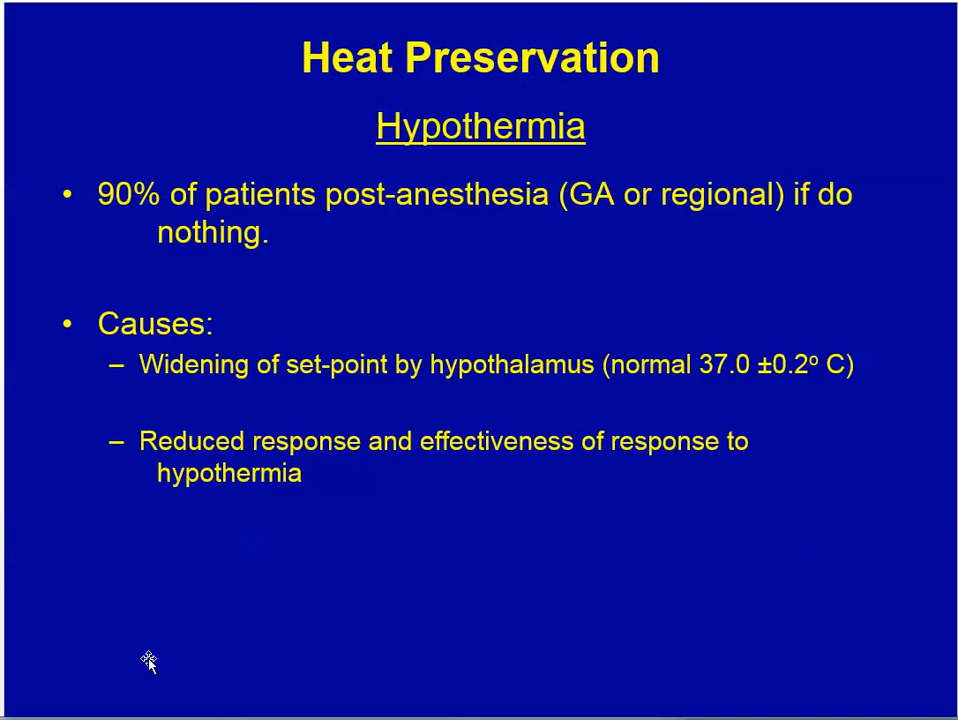 Heat Preservation
Hypothermia
• 90% of patients post-anesthesia (GA or regional) if do
nothing.
• Causes:
– Widening of set-point by hypothalamus (normal 37.0 ±0.2º C)
– Reduced response and effectiveness of response to
hypothermia